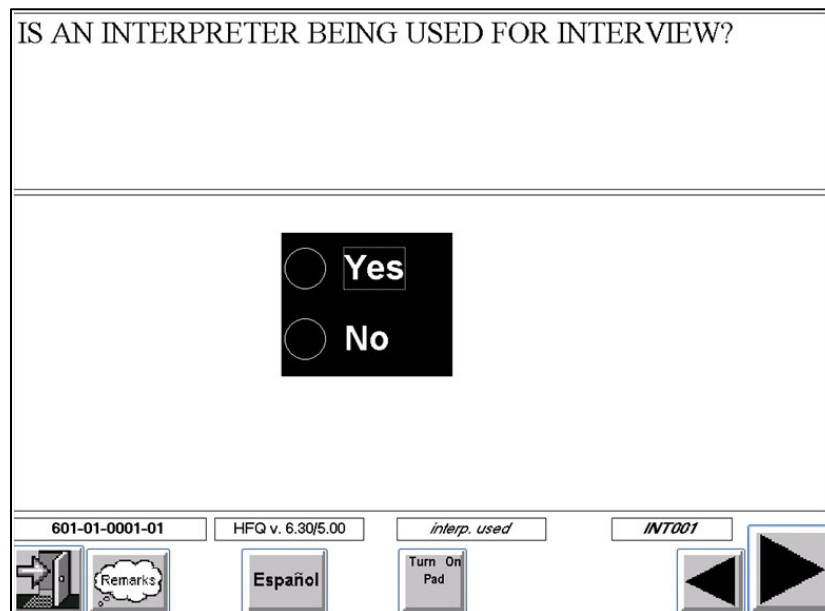 IS AN INTERPRETER BEING USED FOR INTERVIEW?
Yes
No
601-01-0001-01 HFQ v. 6.30/5.00 interp. used INT001
Remarks Español Turn On
Pad